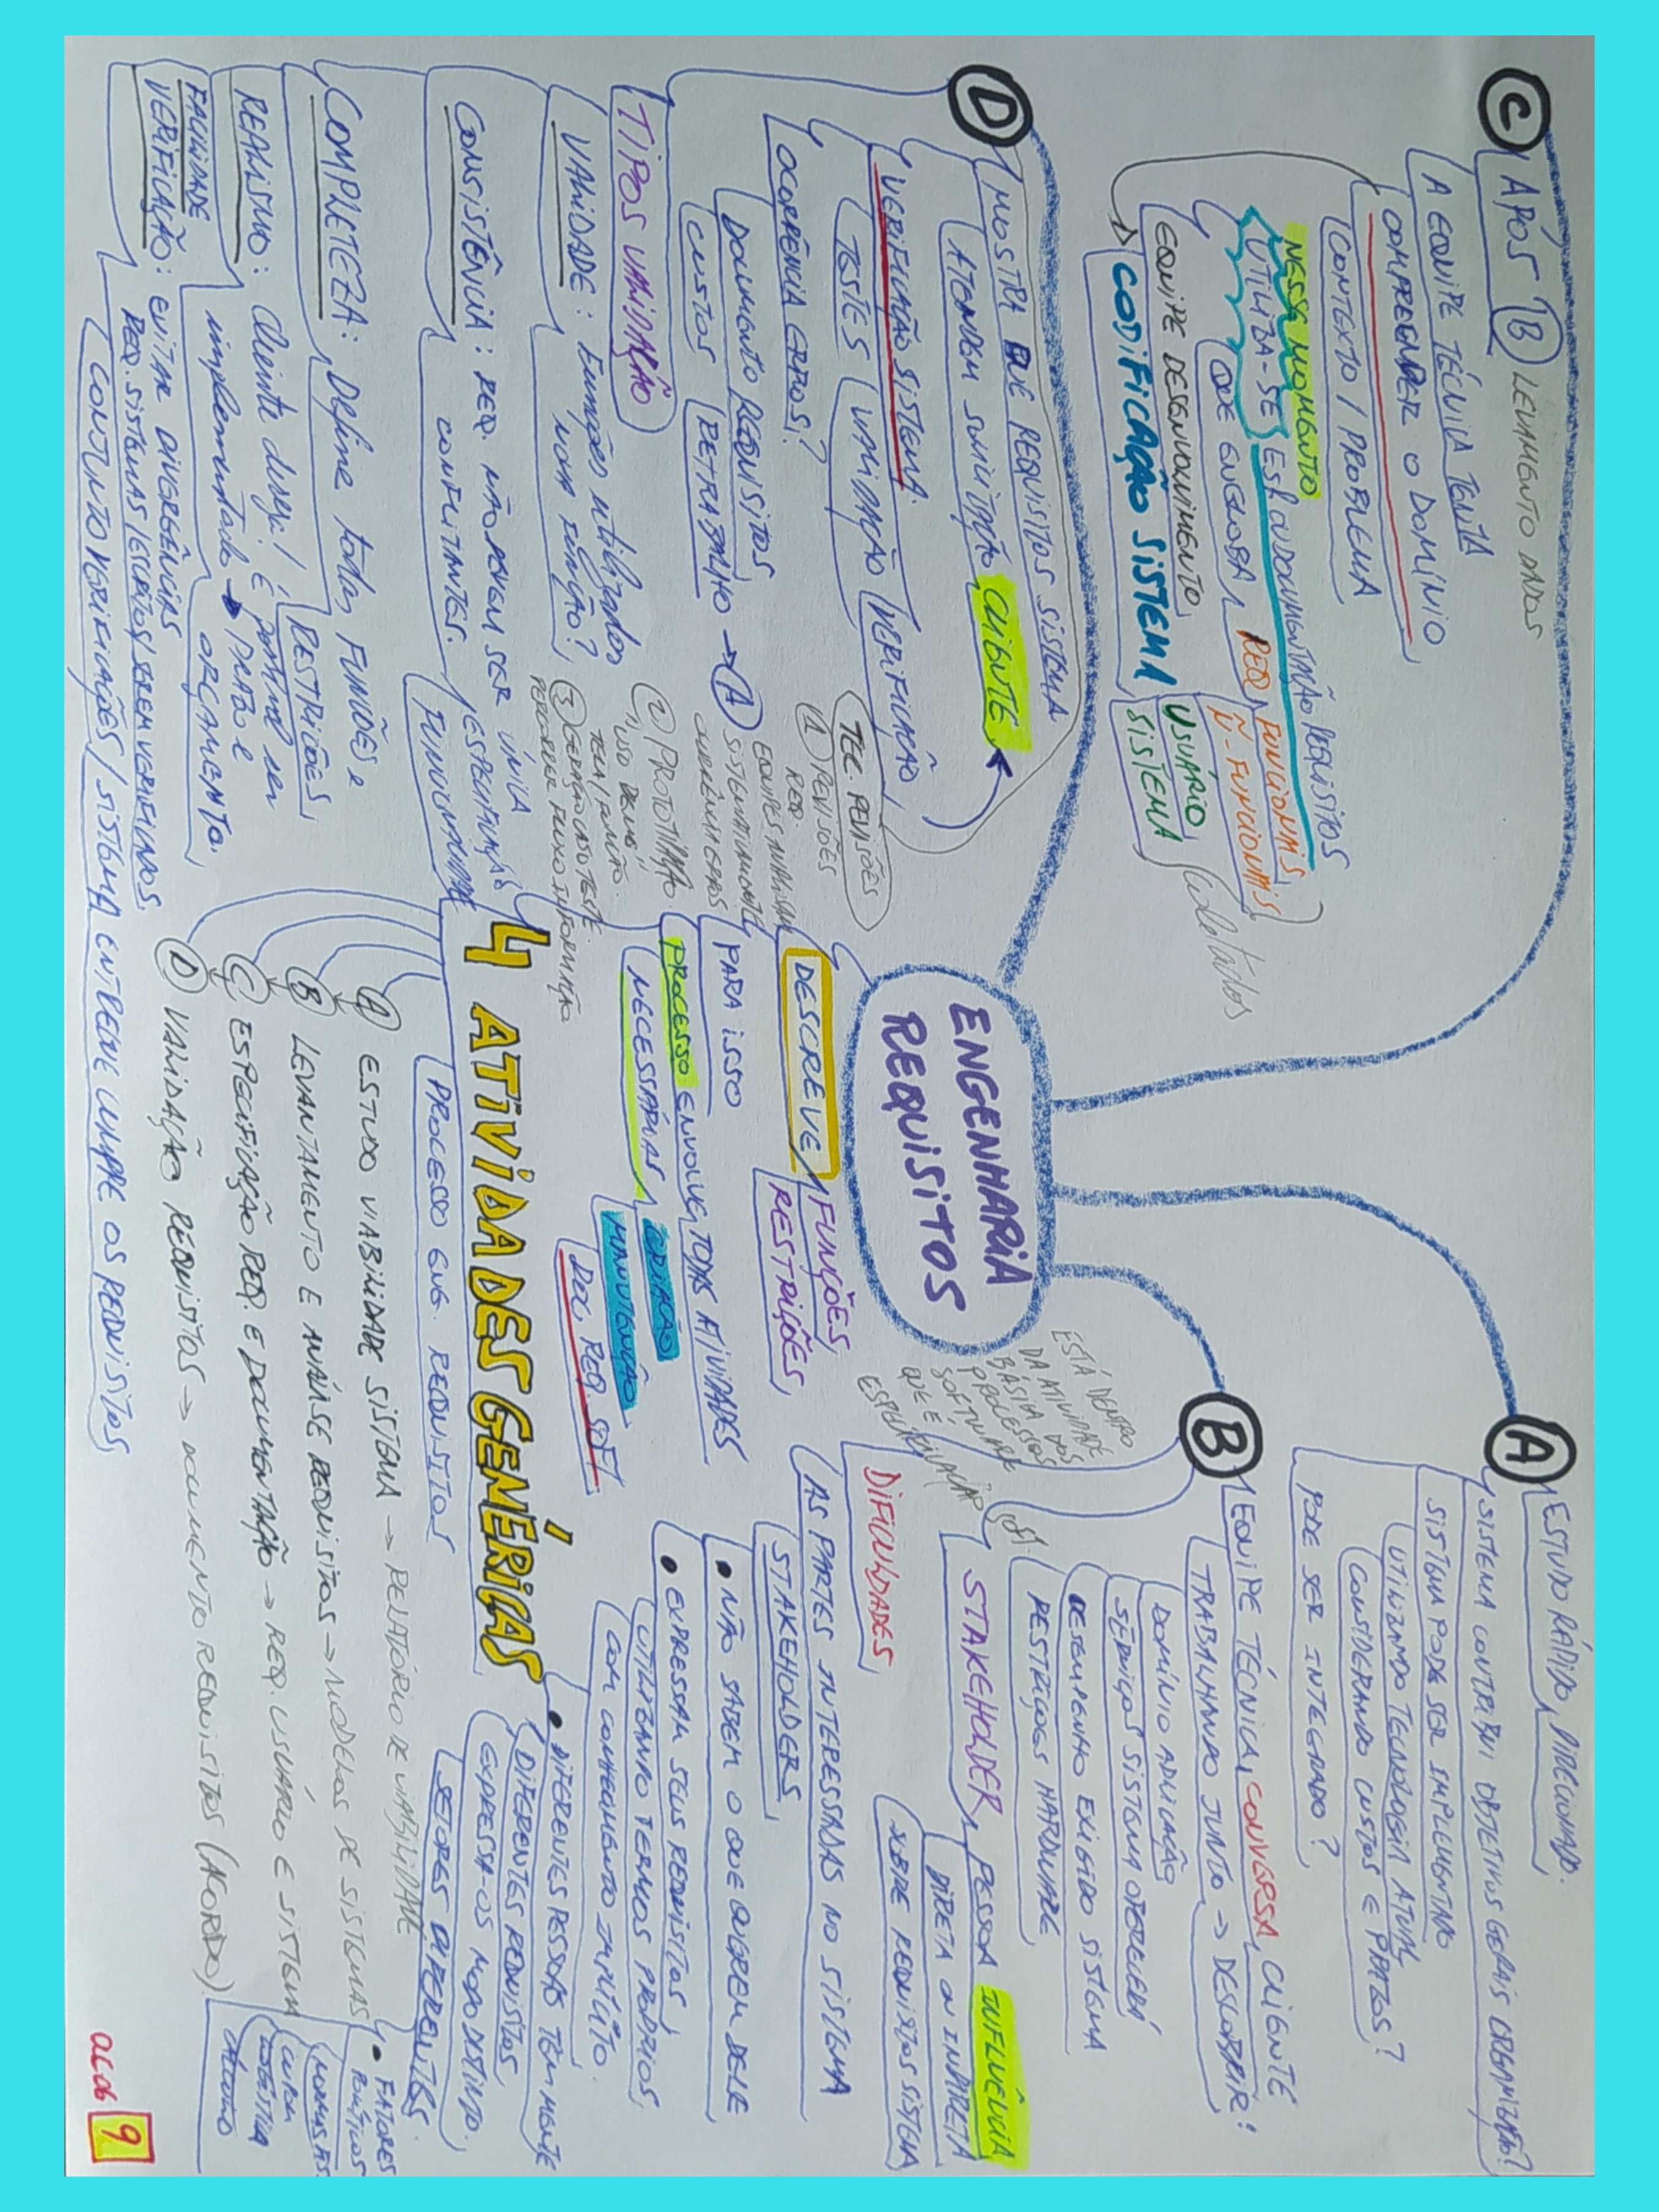 ENGENHARIA
REQUISITOS
ESTÁ DENTRO
DA ATIVIDADE
BÁSICA DOS
PROCESSOS
SOFTWARE
QUE É
ESPECIFICAÇÃO SOFT.
DESCREVE
FUNÇÕES
RESTRIÇÕES
PARA ISSO
PROCESSO ENVOLVE TODAS ATIVIDADES
NECESSÁRIAS
CRIAÇÃO
MANUTENÇÃO
DOC REQ. SOFT.
4 ATIVIDADES GENÉRICAS
PROCESSO ENG. REQUISITOS
A ESTUDO VIABILIDADE SISTEMA → RELATÓRIO DE VIABILIDADE
B LEVANTAMENTO E ANÁLISE REQUISITOS → MODELOS DE SISTEMAS
C ESPECIFICAÇÃO REQ. E DOCUMENTAÇÃO → REQ. USUÁRIO E SISTEMA
D VALIDAÇÃO REQUISITOS → DOCUMENTO REQUISITOS (ACORDO)
A ESTUDO RÁPIDO, DIRECIONADO.
SISTEMA CONTRIBUI OBJETIVOS GERAIS ORGANIZAÇÃO?
SISTEMA PODE SER IMPLEMENTADO
UTILIZANDO TECNOLOGIA ATUAL
CONSIDERANDO CUSTOS E PRAZOS?
PODE SER INTEGRADO?
B EQUIPE TÉCNICA, CONVERSA, CLIENTE
TRABALHANDO JUNTO → DESCOBRIR:
DOMÍNIO APLICAÇÃO
SERVIÇOS SISTEMA OFERECERÁ
DESEMPENHO EXIGIDO SISTEMA
RESTRIÇOES HARDWARE
STAKEHOLDER, PESSOA INFLUÊNCIA
DIRETA OU INDIRETA
SOBRE REQUISITOS SISTEMA
DIFICULDADES
AS PARTES INTERESSADAS NO SISTEMA
STAKEHOLDERS
• NÃO SABEM O QUE QUEREM DELE
• EXPRESSAM SEUS REQUISITOS,
UTILIZANDO TERMOS PRÓPRIOS,
COM CONHECIMENTO IMPLÍCITO.
• DIFERENTES PESSOAS TEM MENTE
DIFERENTES REQUISITOS
EXPRESSA-OS MODO DISTINTO.
SETORES DIFERENTES
• FATORES
POLÍTICOS
LOGÍSTICA
C APÓS B LEVAMENTO DADOS
A EQUIPE TÉCNICA TENTA
COMPREENDER O DOMÍNIO
CONTEXTO / PROBLEMA
NESSE MOMENTO
UTILIZA-SE ESP. OU DOCUMENTAÇÃO REQUISITOS
QUE ENGLOBA REQ FUNCIONAIS
Ñ-FUNCIONAIS
USUÁRIO
SISTEMA
Coletados
EQUIPE DESENVOLVIMENTO
CODIFICAÇÃO SISTEMA
D MOSTRA QUE REQUISITOS SISTEMA
ATENDEM SOLICITAÇÃO CLIENTE
VERIFICAÇÃO SISTEMA.
TESTES VALIDAÇÃO VERIFICAÇÃO
OCORRÊNCIA ERROS?
DOCUMENTO REQUISITOS
CUSTOS RETRABALHO → A
TEC. REVISÕES
1 REVISÕES
REQ.
EQUIPES ANALISAM
SISTEMATICAMENTE
OCORRÊNCIA ERROS
2 PROTOTIPAÇÃO
"USO DEMO"
TELA / FUNÇÃO.
3 GERAÇÃO CASO TESTE.
PERCORRER FLUXO INFORMAÇÃO
TIPOS VALIDAÇÃO
VALIDADE: Funções utilizados
NOVA FUNÇÃO?
CONSISTÊNCIA: REQ. NÃO DEVEM SER
CONFLITANTES.
ÚNICA
ESPECIFICAÇÃO
FUNCIONALIDADE
COMPLETEZA: Define todas FUNÇÕES e
RESTRIÇÕES
REALISMO: Cliente deseja! é possível ser
implementado → PRAZO e
ORÇAMENTO.
FACILIDADE
VERIFICAÇÃO: EVITAR DIVERGÊNCIAS
REQ. SISTEMAS / ESCRITOS / SEREM VERIFICADOS.
CONJUNTO VERIFICAÇÕES / SISTEMA ENTREGUE CUMPRE OS REQUISITOS
9